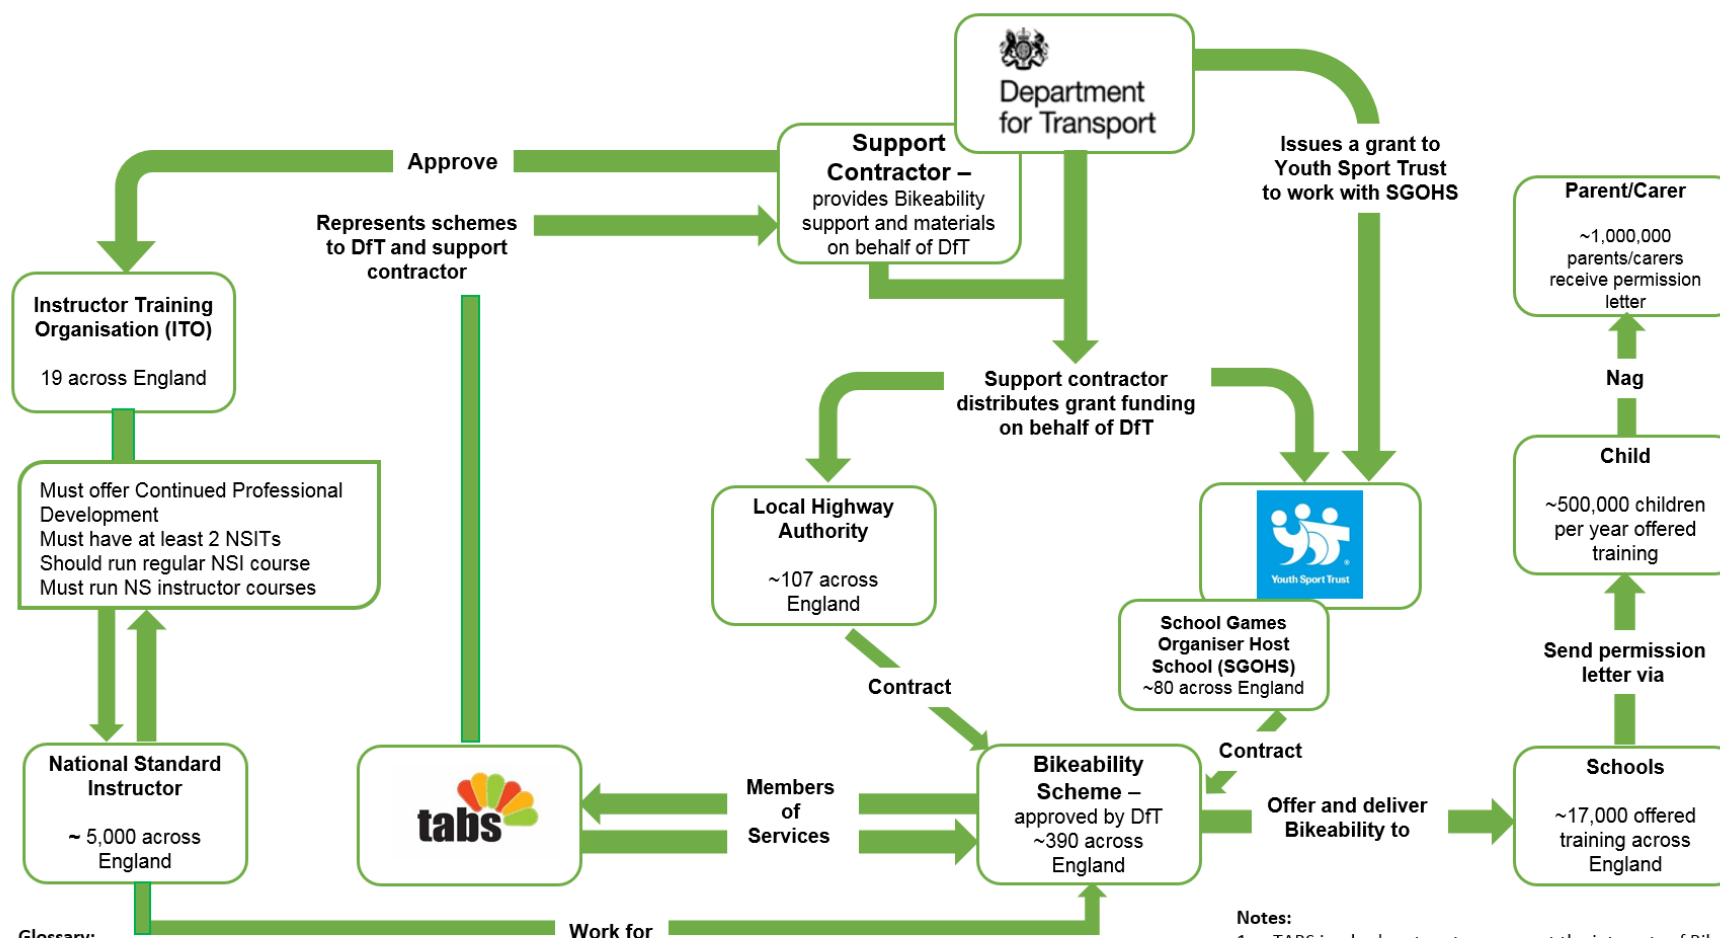 Department
for Transport
Support
Contractor –
provides Bikeability
support and materials
on behalf of DfT
Approve
Issues a grant to
Youth Sport Trust
to work with SGOHS
Represents schemes
to DfT and support
contractor
Parent/Carer
~1,000,000
parents/carers
receive permission
letter
Instructor Training
Organisation (ITO)
19 across England
Support contractor
distributes grant funding
on behalf of DfT
Nag
Child
~500,000 children
per year offered
training
Must offer Continued Professional
Development
Must have at least 2 NSITs
Should run regular NSI course
Must run NS instructor courses
Local Highway
Authority
~107 across
England
Youth Sport Trust
School Games
Organiser Host
School (SGOHS)
~80 across England
Send permission
letter via
Contract
Contract
National Standard
Instructor
~ 5,000 across
England
tabs
Members
of
Services
Bikeability
Scheme –
approved by DfT
~390 across
England
Offer and deliver
Bikeability to
Schools
~17,000 offered
training across
England
Work for
Glossary:
Notes: